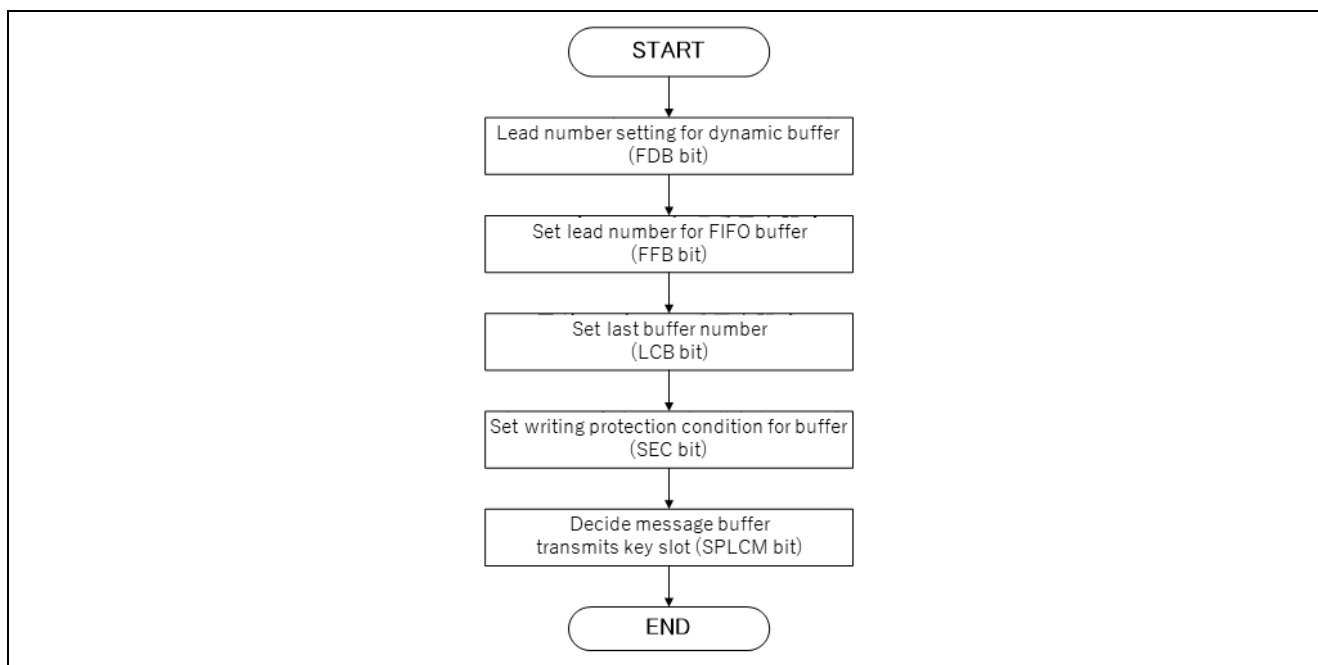 START
Lead number setting for dynamic buffer
(FDB bit)
Set lead number for FIFO buffer
(FFB bit)
Set last buffer number
(LCB bit)
Set writing protection condition for buffer
(SEC bit)
Decide message buffer
transmits key slot (SPLCM bit)
END